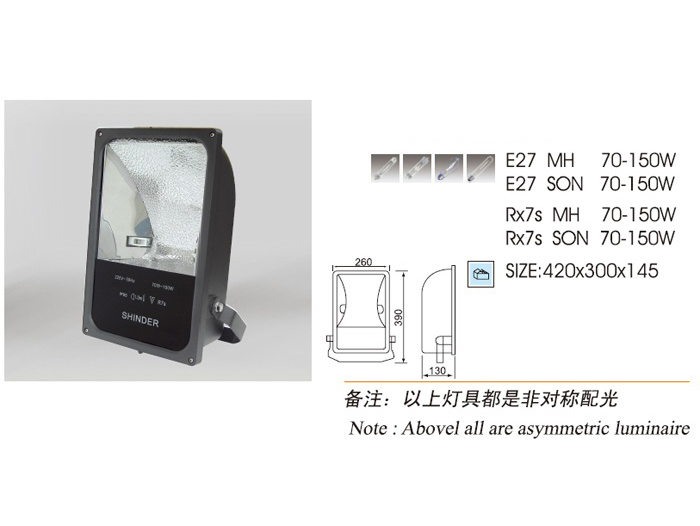 E27 MH 70-150W
E27 SON 70-150W
Rx7s MH 70-150W
Rx7s SON 70-150W
SIZE:420x300x145
260
390
130
SHINDER
备注：以上灯具都是非对称配光
Note : Abovel all are asymmetric luminaire